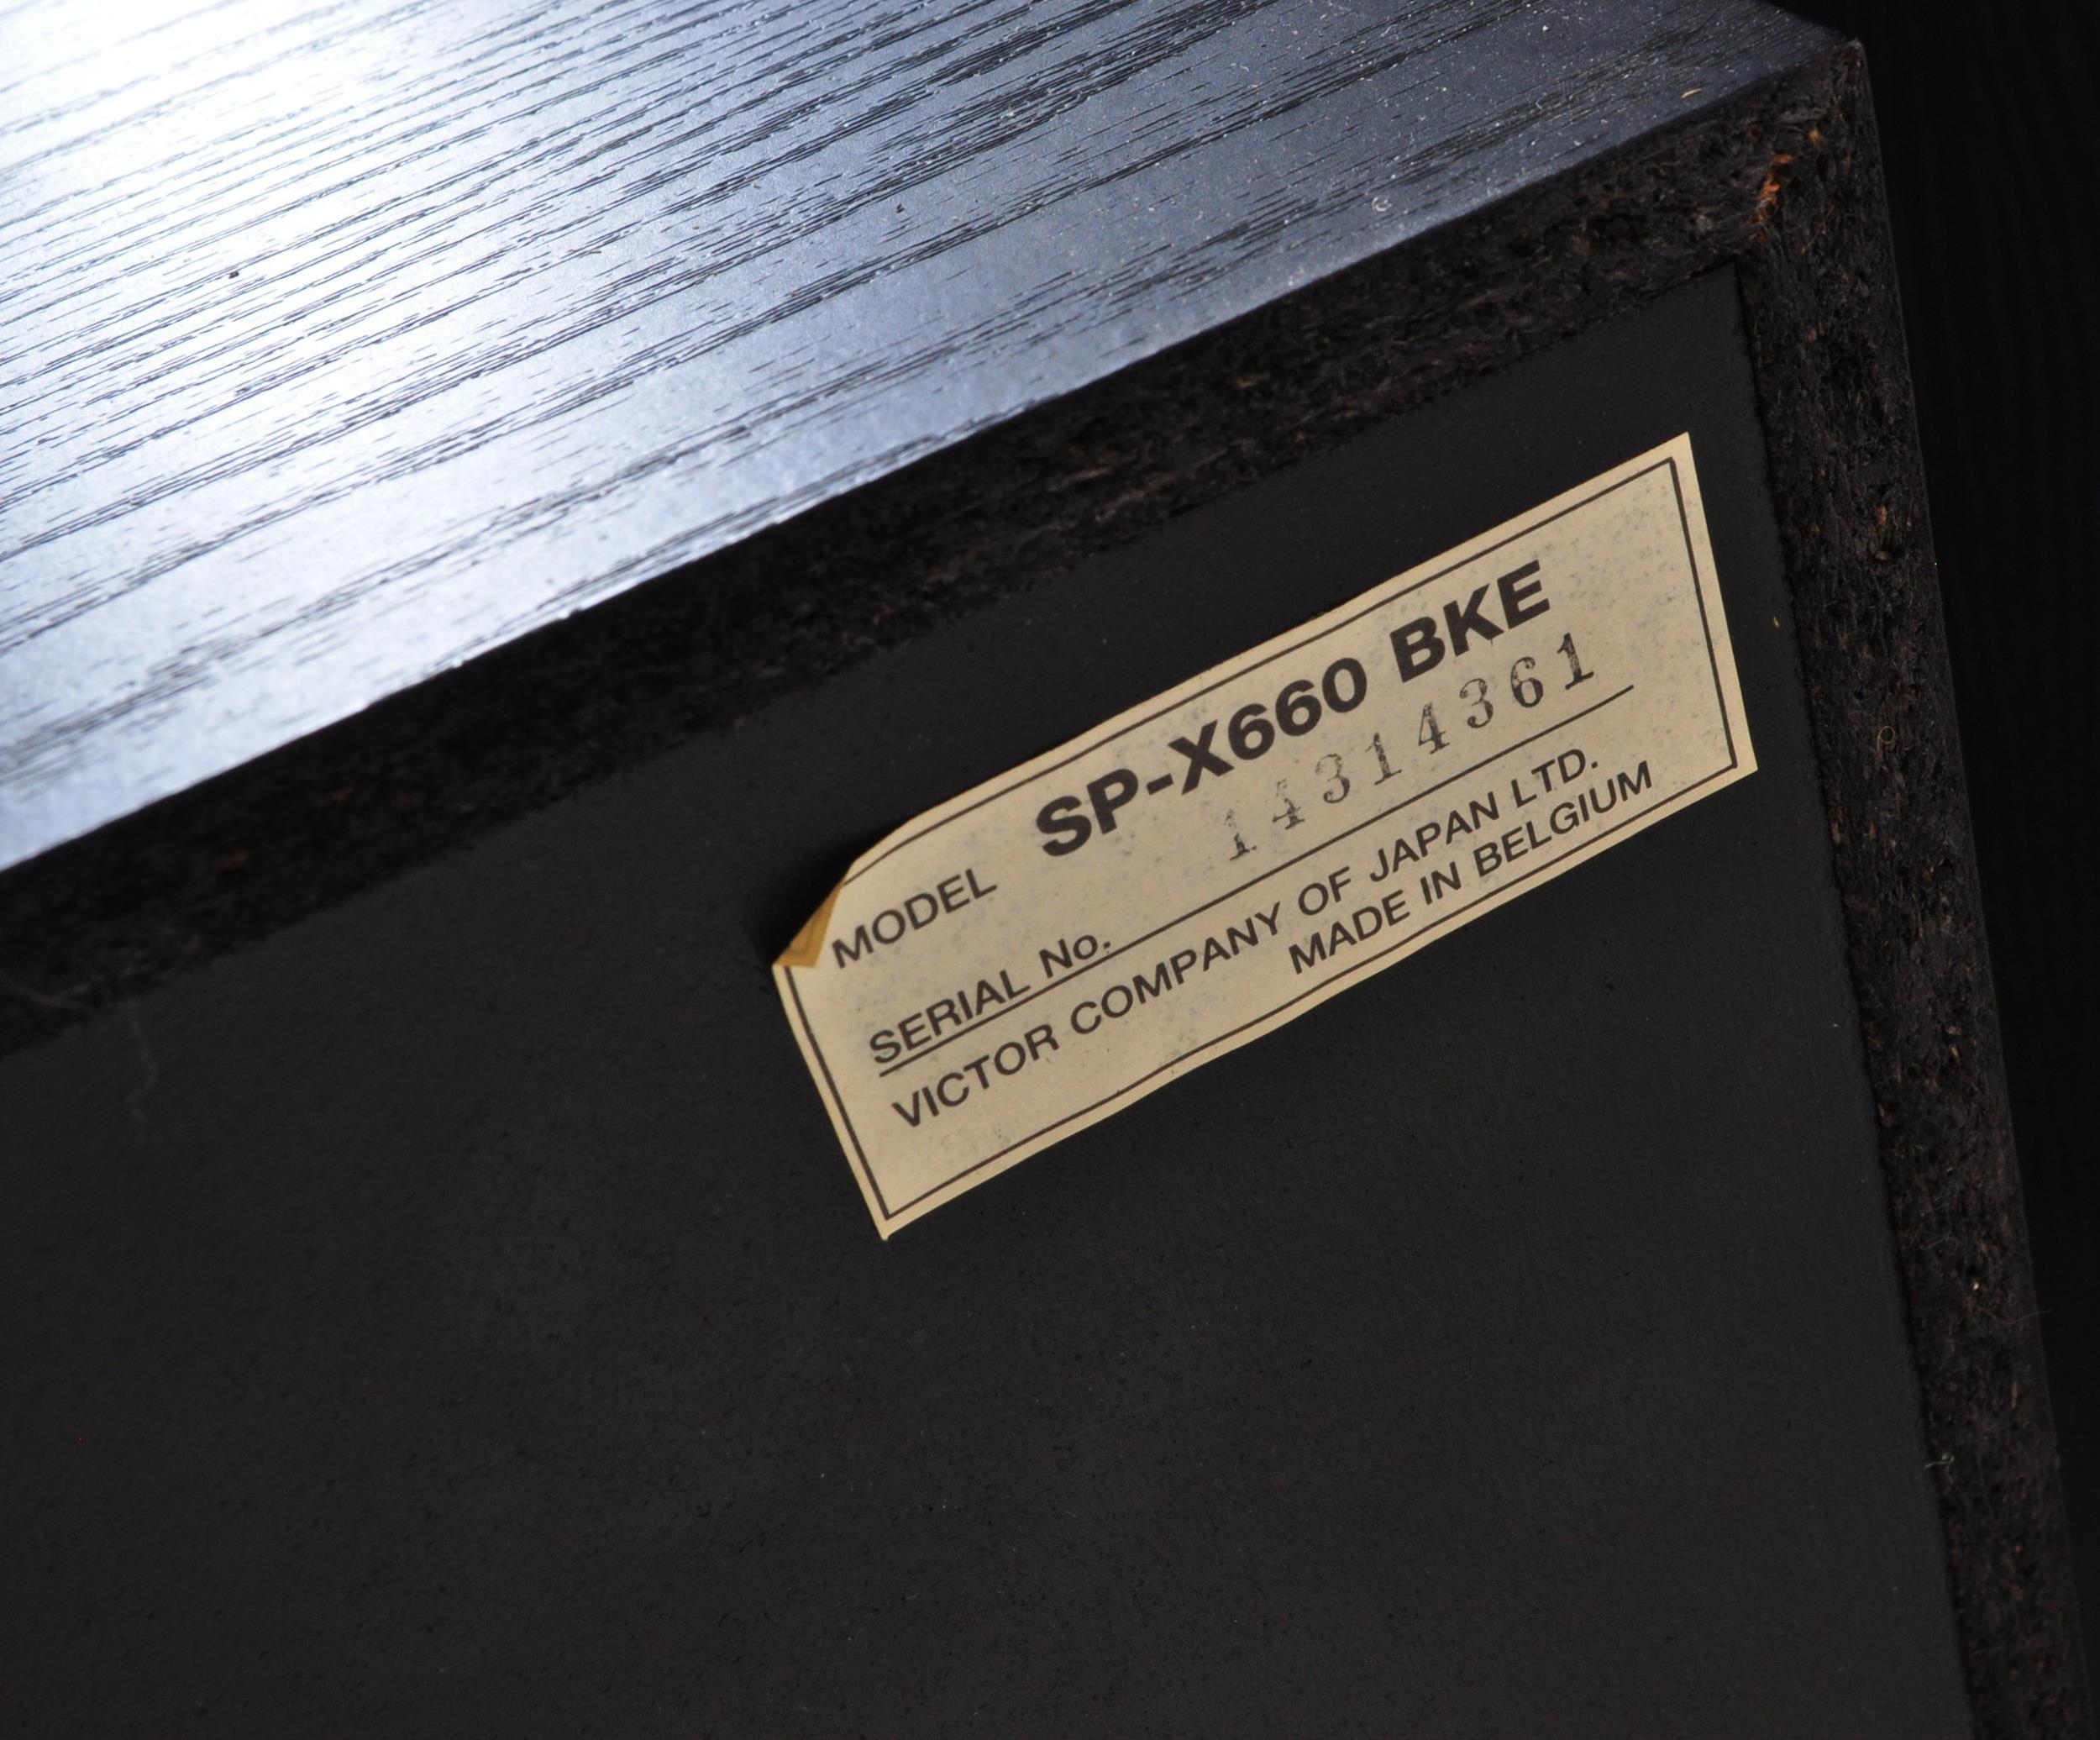 MODEL SP-X660 BKE
SERIAL No. 14314361
VICTOR COMPANY OF JAPAN LTD.
MADE IN BELGIUM